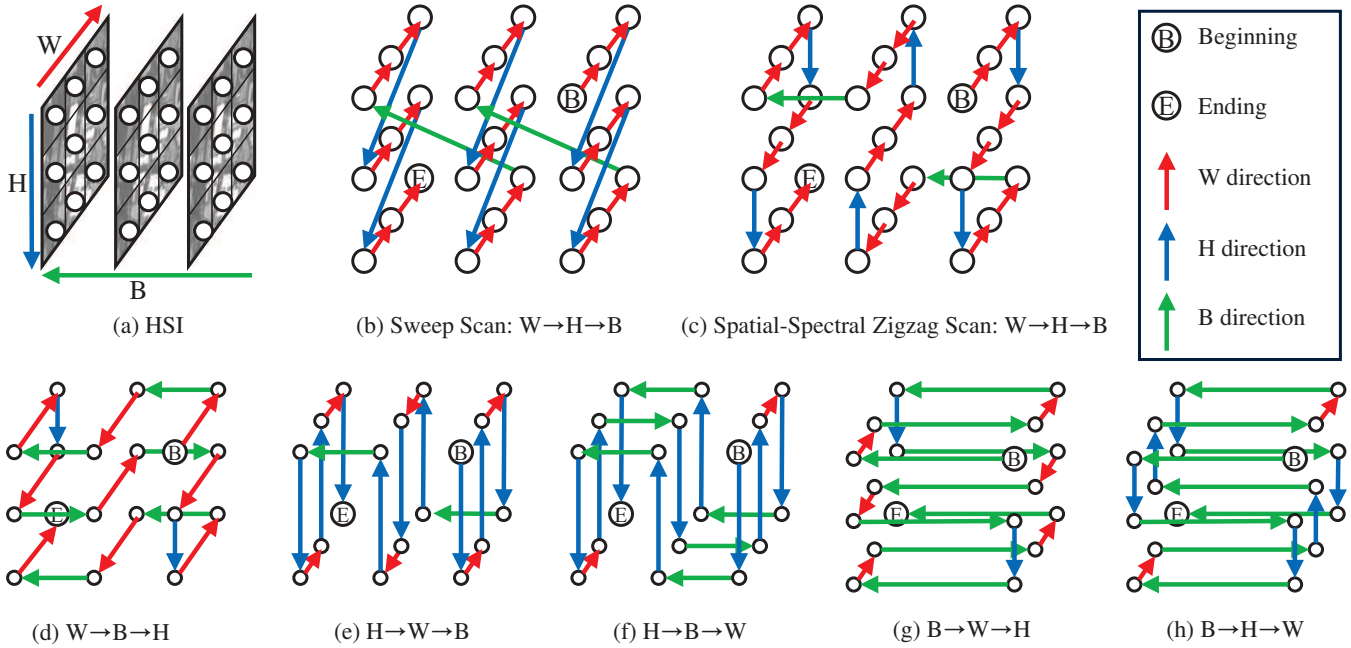 W
H
B
(a) HSI
B
E
(b) Sweep Scan: W→H→B
B
E
(c) Spatial-Spectral Zigzag Scan: W→H→B
B Beginning
E Ending
W direction
H direction
B direction
B
E
(d) W→B→H
B
E
(e) H→W→B
B
E
(f) H→B→W
B
E
(g) B→W→H
B
E
(h) B→H→W